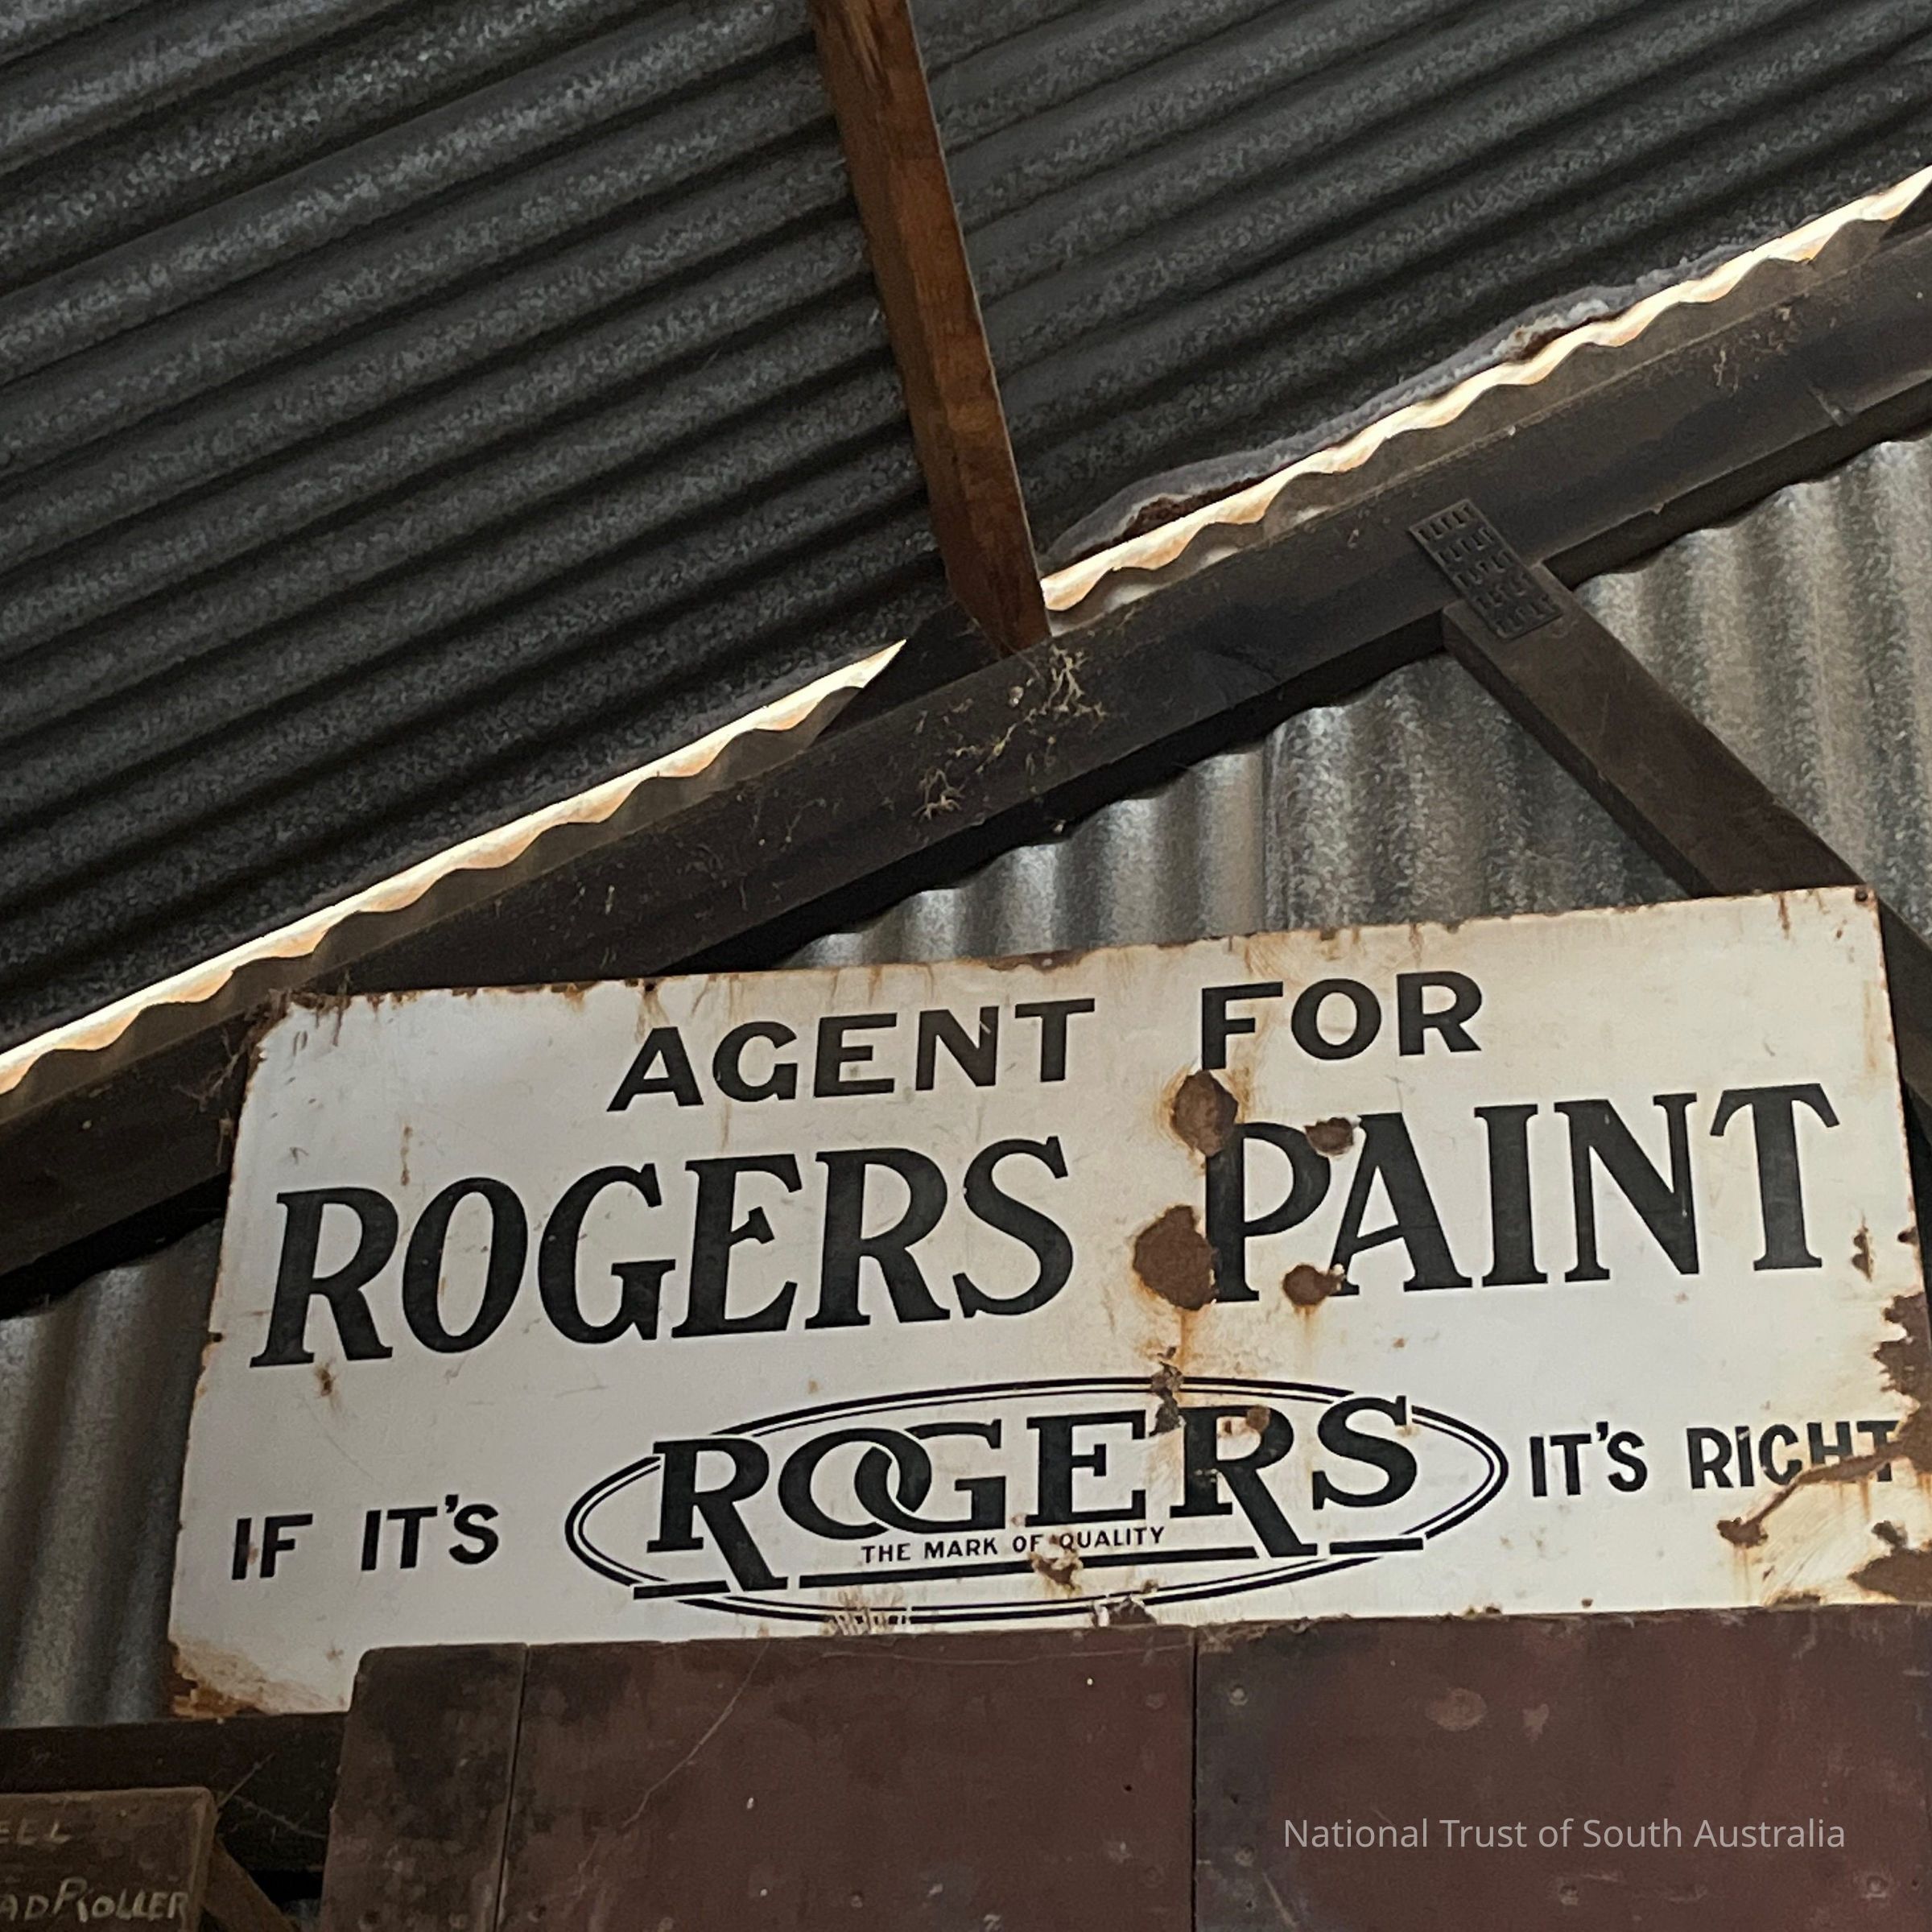 AGENT FOR
ROGERS PAINT
IF IT'S ROGERS IT'S RIGHT
THE MARK OF QUALITY
National Trust of South Australia